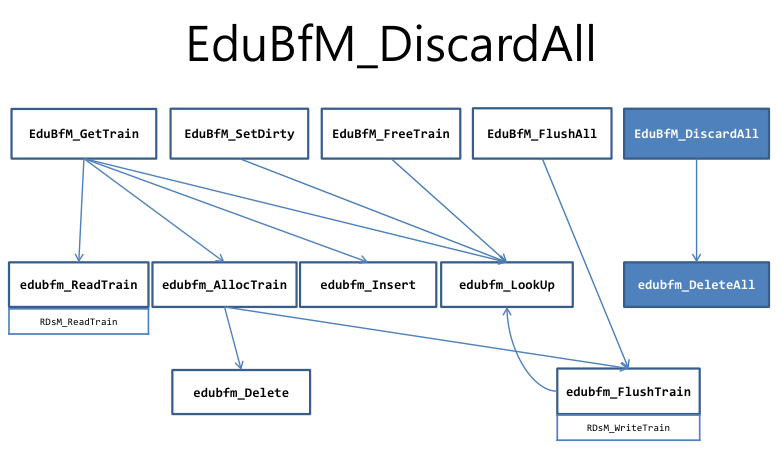 EduBfM_DiscardAll
EduBfM_GetTrain
EduBfM_SetDirty
EduBfM_FreeTrain
EduBfM_FlushAll
EduBfM_DiscardAll
edubfm_ReadTrain
edubfm_AllocTrain
edubfm_Insert
edubfm_LookUp
edubfm_DeleteAll
RDsM_ReadTrain
edubfm_Delete
edubfm_FlushTrain
RDsM_WriteTrain